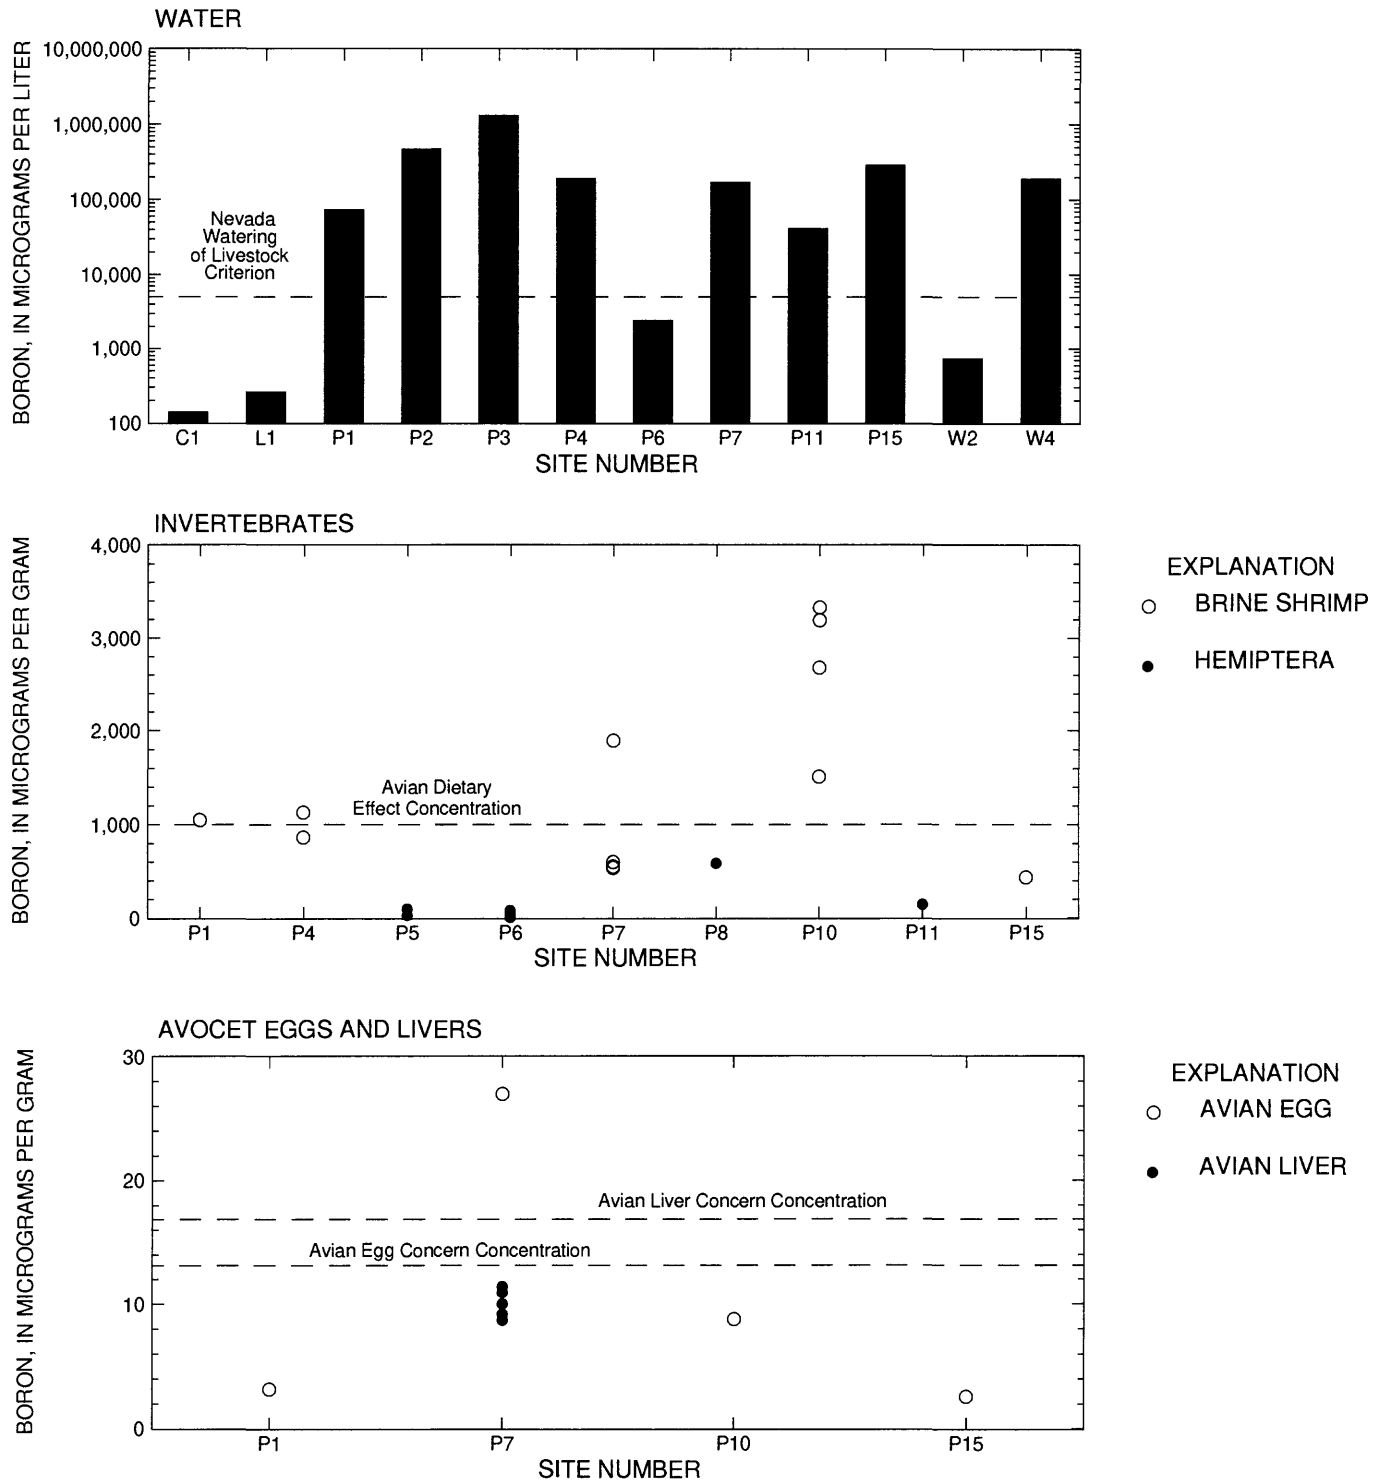 WATER
BORON, IN MICROGRAMS PER LITER
10,000,000
1,000,000
100,000
10,000
1,000
100
Nevada
Watering
of Livestock
Criterion
C1 L1 P1 P2 P3 P4 P6 P7 P11 P15 W2 W4
SITE NUMBER
INVERTEBRATES
BORON, IN MICROGRAMS PER GRAM
4,000
3,000
2,000
1,000
0
Avian Dietary
Effect Concentration
P1 P4 P5 P6 P7 P8 P10 P11 P15
SITE NUMBER
EXPLANATION
BRINE SHRIMP
HEMIPTERA
AVOCET EGGS AND LIVERS
BORON, IN MICROGRAMS PER GRAM
30
20
10
0
Avian Liver Concern Concentration
Avian Egg Concern Concentration
P1 P7 P10 P15
SITE NUMBER
EXPLANATION
AVIAN EGG
AVIAN LIVER